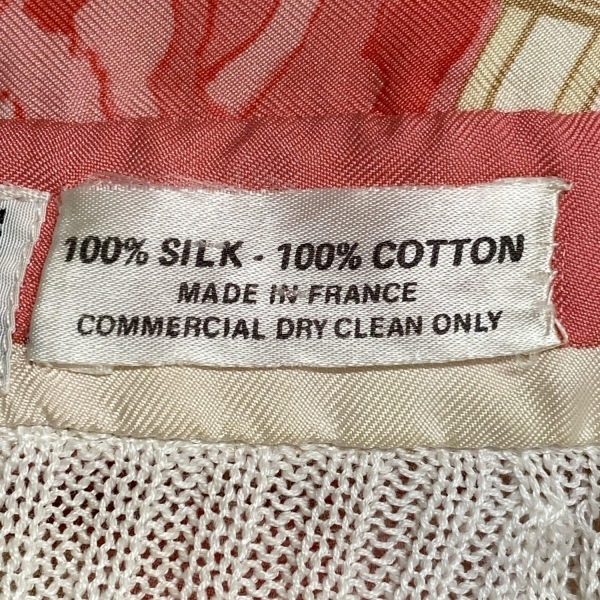 100% SILK - 100% COTTON
MADE IN FRANCE
COMMERCIAL DRY CLEAN ONLY